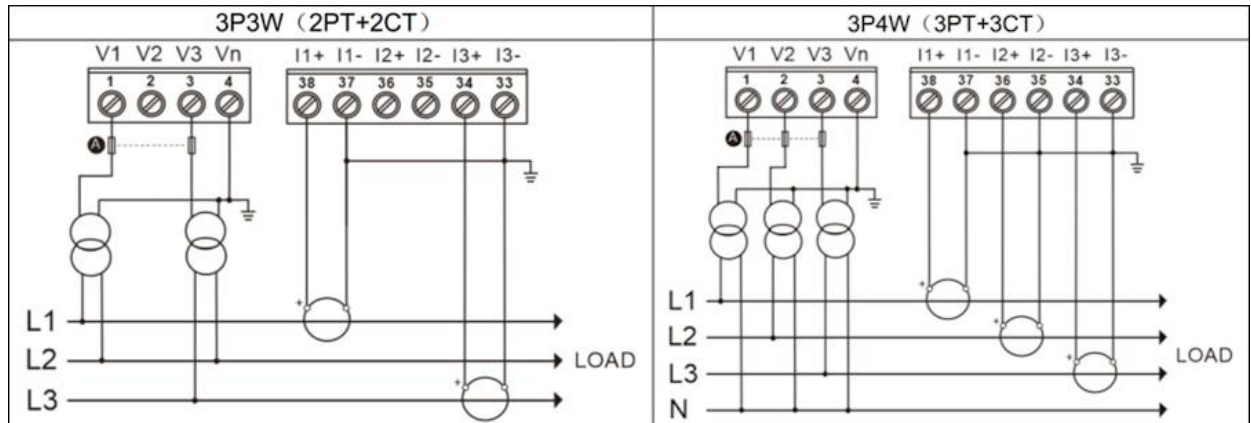 3P3W（2PT+2CT）
V1 V2 V3 Vn I1+ I1- I2+ I2- I3+ I3-
1 2 3 4 38 37 36 35 34 33
A
L1
L2
LOAD
L3
3P4W（3PT+3CT）
V1 V2 V3 Vn I1+ I1- I2+ I2- I3+ I3-
1 2 3 4 38 37 36 35 34 33
A
+
L1
+
L2
LOAD
+
L3
N